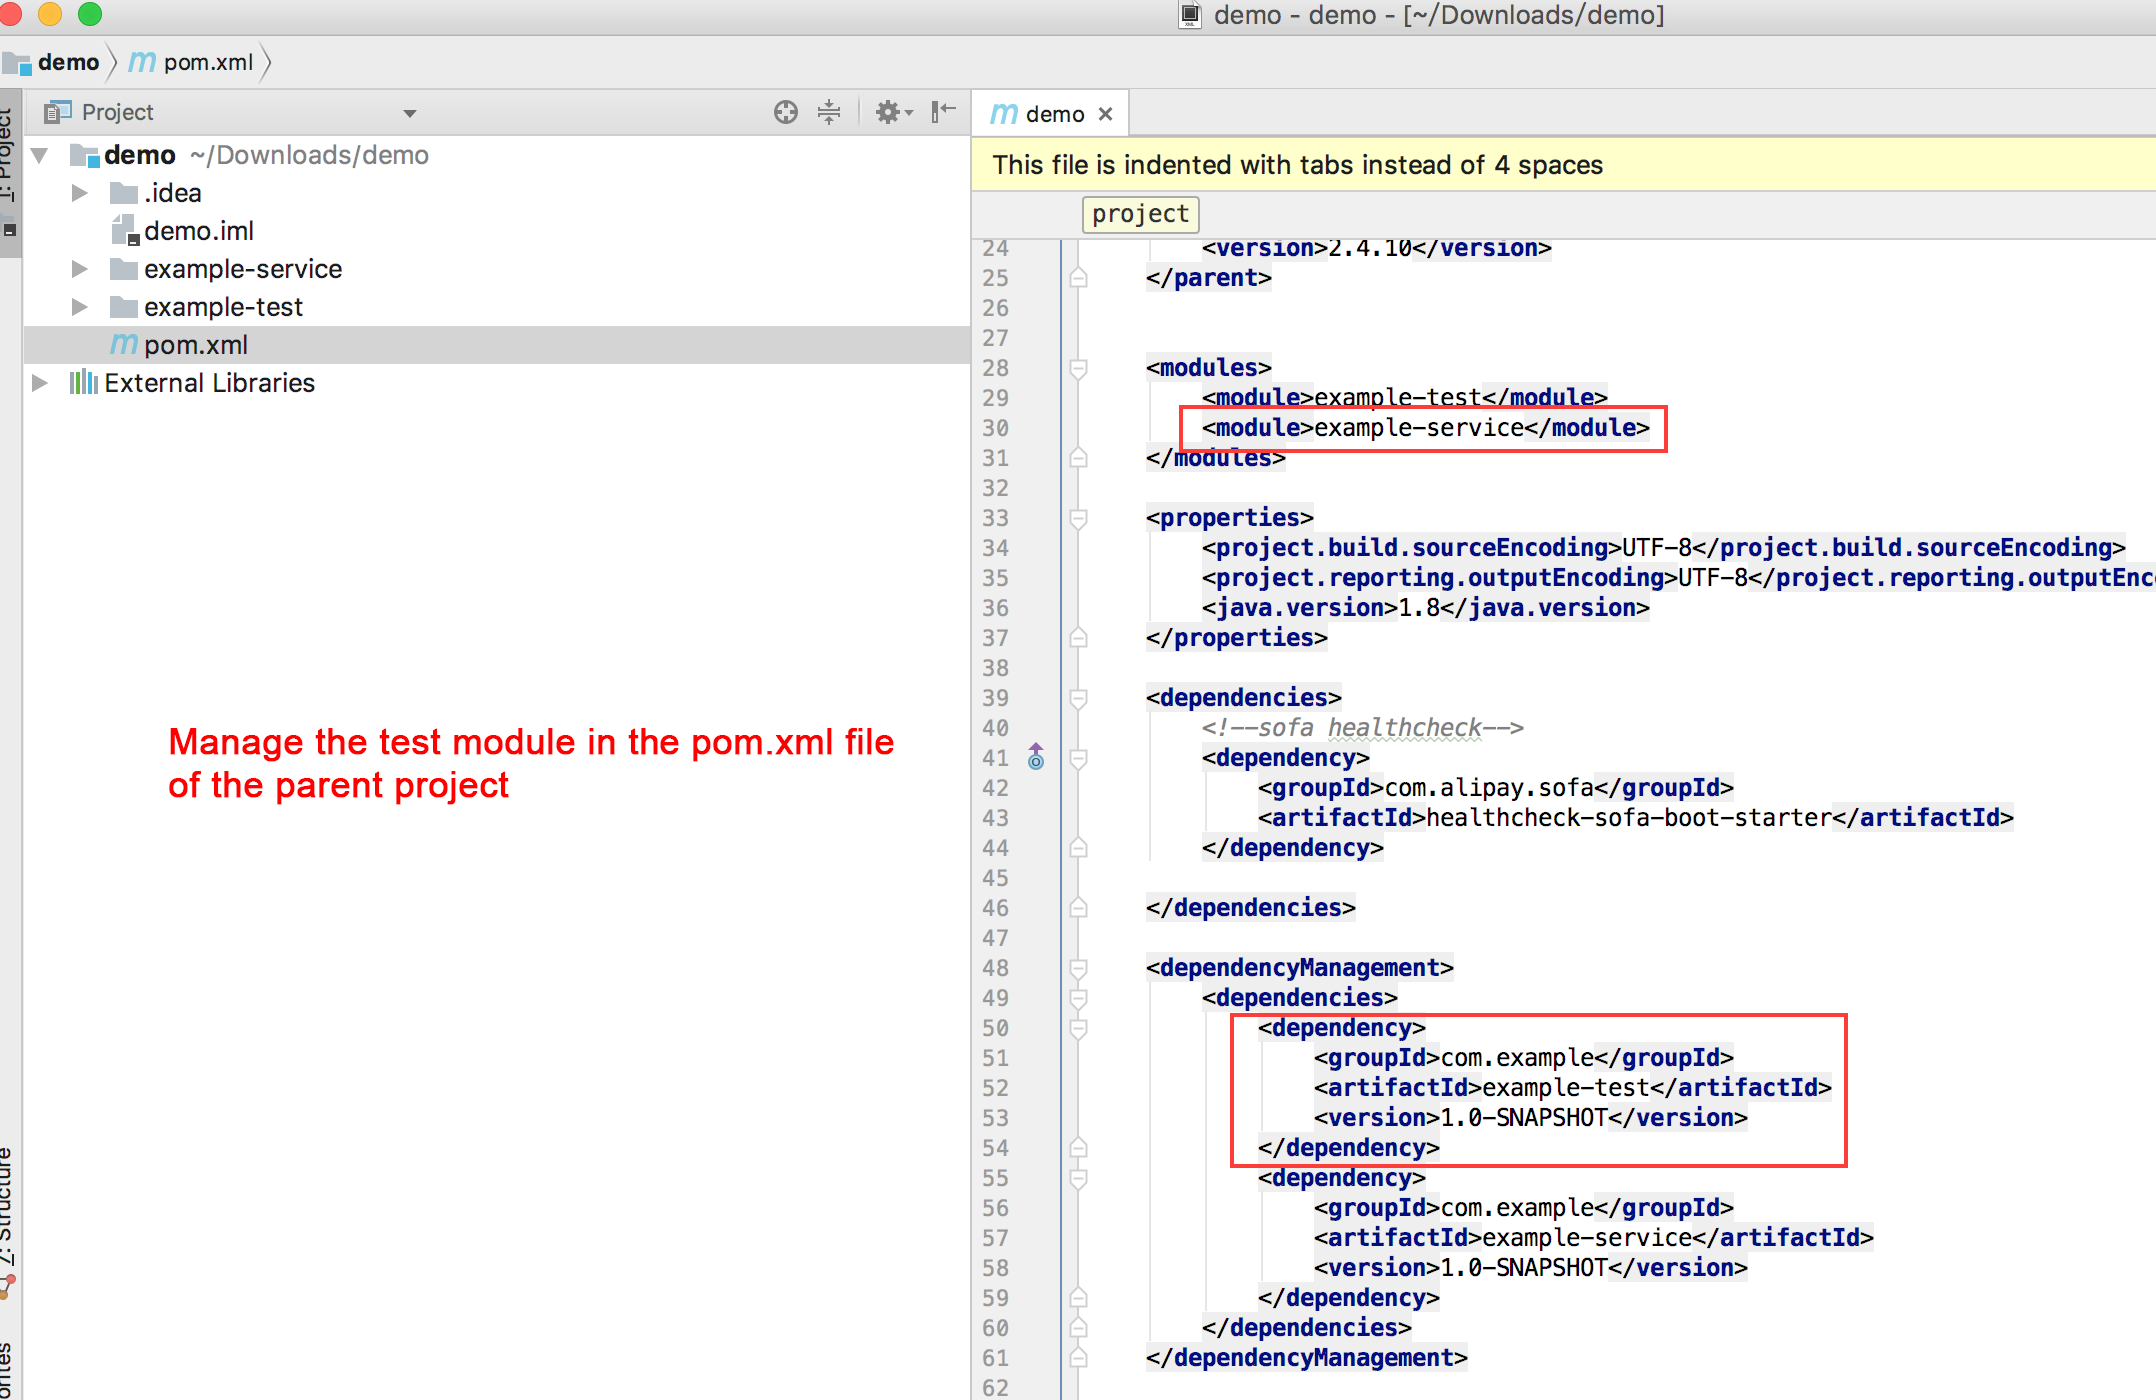 demo - demo - [~/Downloads/demo]
demo
pom.xml
Project
1: Project
demo ~/Downloads/demo
.idea
demo.iml
example-service
example-test
pom.xml
External Libraries
Manage the test module in the pom.xml file
of the parent project
7: Structure
demo
This file is indented with tabs instead of 4 spaces
project
24 <version>2.4.10</version>
25 </parent>
26
27
28 <modules>
29 <module>example-test</module>
30 <module>example-service</module>
31 </modules>
32
33 <properties>
34 <project.build.sourceEncoding>UTF-8</project.build.sourceEncoding>
35 <project.reporting.outputEncoding>UTF-8</project.reporting.outputEnc
36 <java.version>1.8</java.version>
37 </properties>
38
39 <dependencies>
40 <!--sofa healthcheck-->
41 <dependency>
42 <groupId>com.alipay.sofa</groupId>
43 <artifactId>healthcheck-sofa-boot-starter</artifactId>
44 </dependency>
45
46 </dependencies>
47
48 <dependencyManagement>
49 <dependencies>
50 <dependency>
51 <groupId>com.example</groupId>
52 <artifactId>example-test</artifactId>
53 <version>1.0-SNAPSHOT</version>
54 </dependency>
55 <dependency>
56 <groupId>com.example</groupId>
57 <artifactId>example-service</artifactId>
58 <version>1.0-SNAPSHOT</version>
59 </dependency>
60 </dependencies>
61 </dependencyManagement>
62